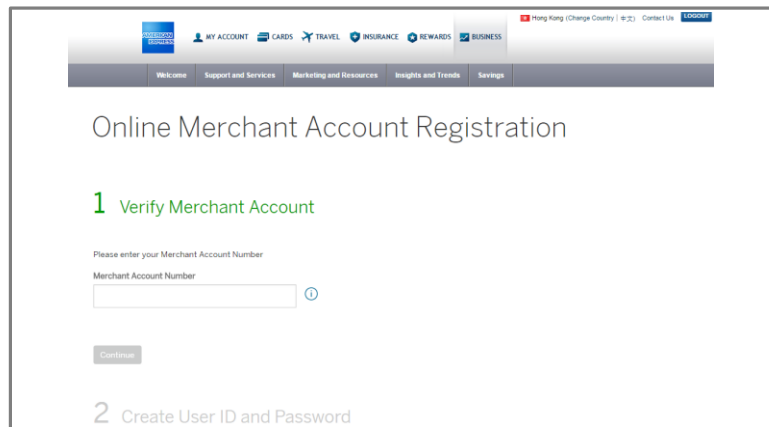 Hong Kong (Change Country | 中文) Contact Us LOGOUT
AMERICAN EXPRESS MY ACCOUNT CARDS TRAVEL INSURANCE REWARDS BUSINESS
Welcome Support and Services Marketing and Resources Insights and Trends Savings
Online Merchant Account Registration
1 Verify Merchant Account
Please enter your Merchant Account Number
Merchant Account Number
i
Continue
2 Create User ID and Password